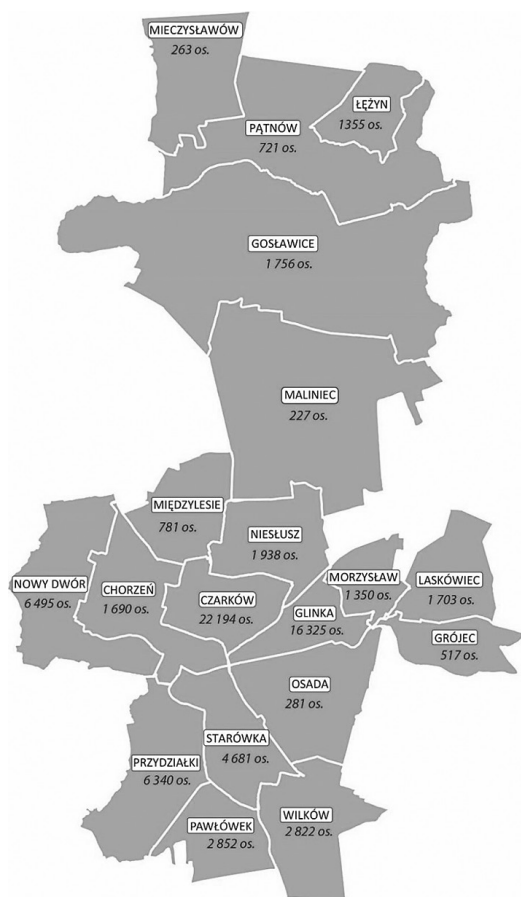 MIECZYSŁAWÓW
263 os.
ŁĘŻYN
1355 os.
PĄTNÓW
721 os.
GOSŁAWICE
1 756 os.
MALINIEC
227 os.
MIĘDZYLESIE
781 os.
NIESŁUSZ
1 938 os.
NOWY DWÓR
6 495 os.
CHORZEŃ
1 690 os.
CZARKÓW
22 194 os.
MORZYSŁAW
1 350 os.
LASKÓWIEC
1 703 os.
GLINKA
16 325 os.
GRÓJEC
517 os.
OSADA
281 os.
STARÓWKA
4 681 os.
PRZYDZIAŁKI
6 340 os.
PAWŁÓWEK
2 852 os.
WILKÓW
2 822 os.